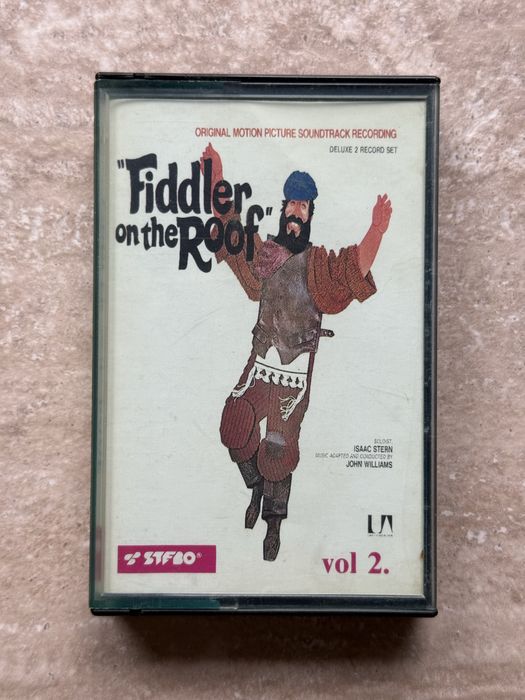 ORIGINAL MOTION PICTURE SOUNDTRACK RECORDING
DELUXE 2 RECORD SET
"Fiddler
on the Roof"
SOLOIST,
ISAAC STERN
MUSIC ADAPTED AND CONDUCTED BY
JOHN WILLIAMS
UA
vol 2.